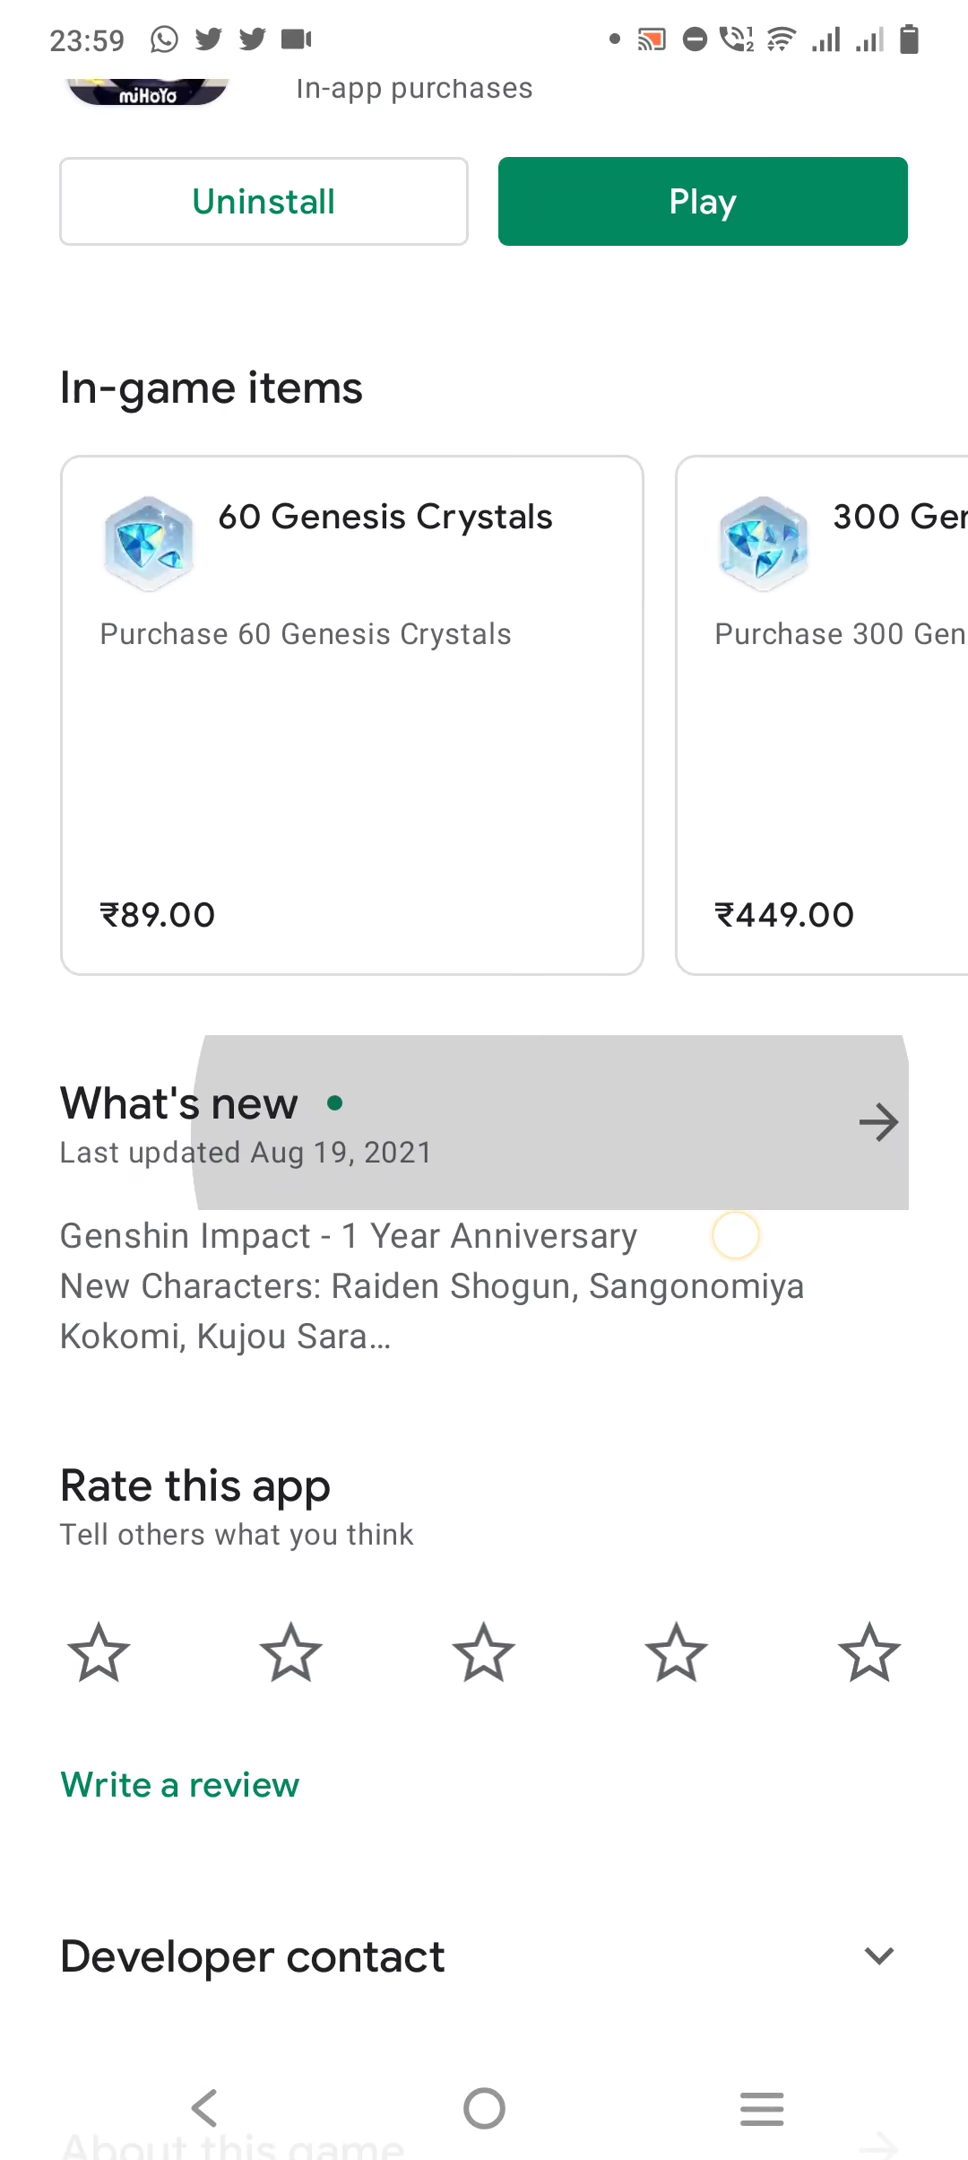 23:59
miHoYo
In-app purchases
Uninstall
Play
In-game items
60 Genesis Crystals
Purchase 60 Genesis Crystals
₹89.00
300 Ger
Purchase 300 Gen
₹449.00
What's new
Last updated Aug 19, 2021
Genshin Impact - 1 Year Anniversary
New Characters: Raiden Shogun, Sangonomiya
Kokomi, Kujou Sara...
Rate this app
Tell others what you think
Write a review
Developer contact
About this game